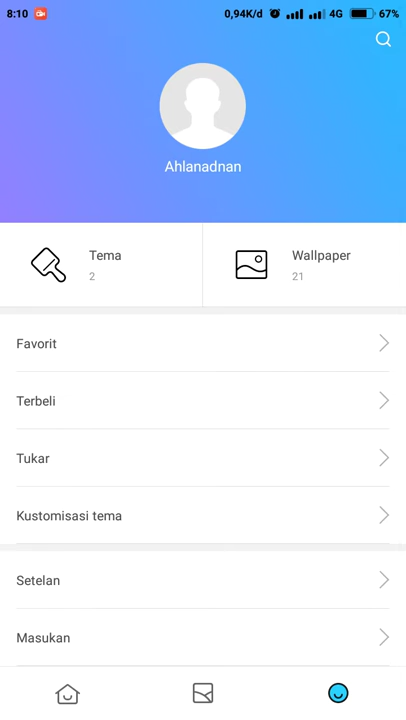 8:10 0,94K/d 4G 67%
Ahlanadnan
Tema
2
Wallpaper
21
Favorit
Terbeli
Tukar
Kustomisasi tema
Setelan
Masukan